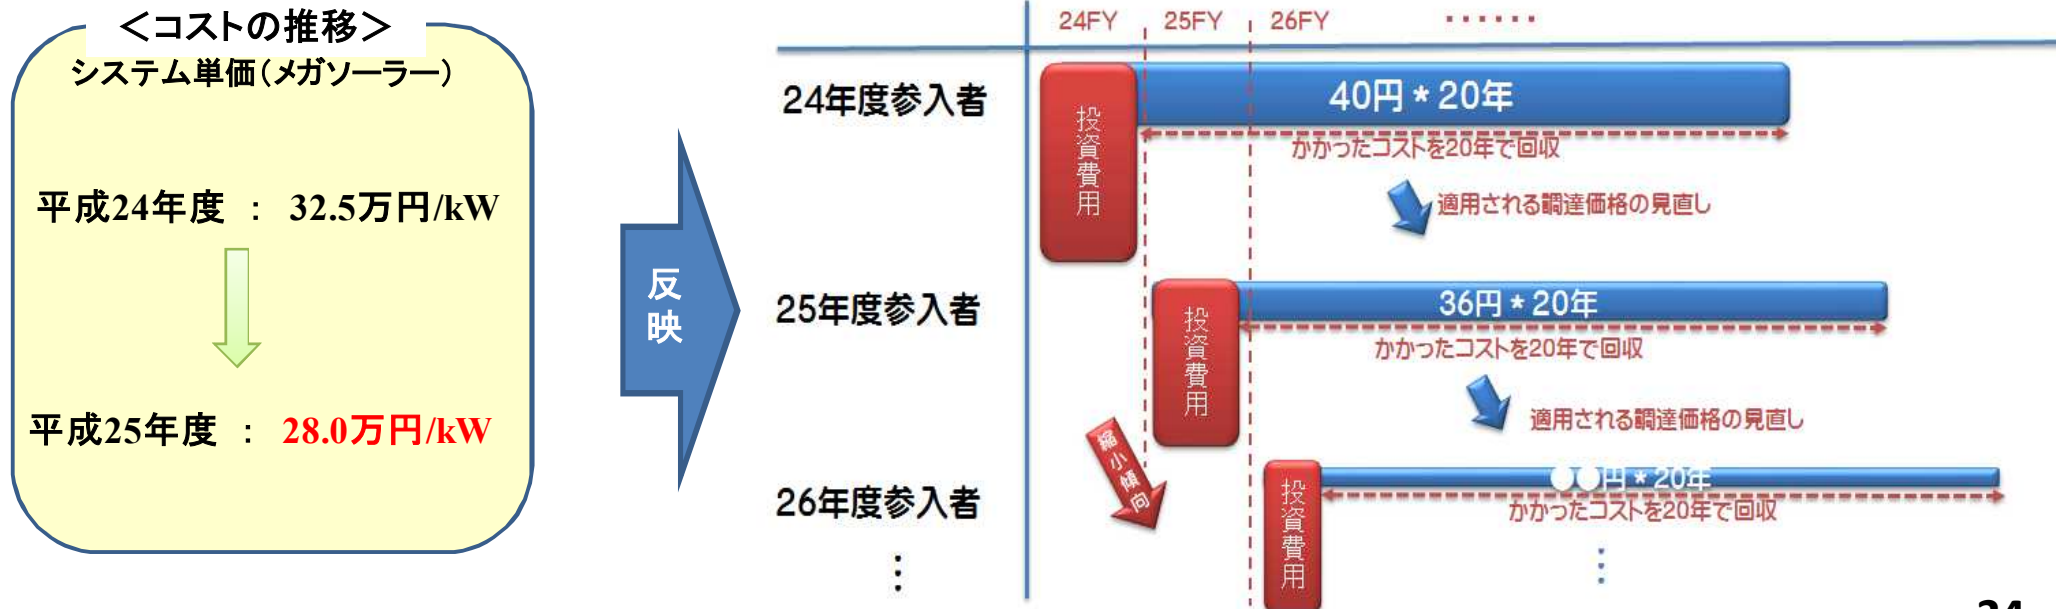 ＜コストの推移＞
システム単価（メガソーラー）
平成24年度 ： 32.5万円/kW
平成25年度 ： 28.0万円/kW
反映
24FY 25FY 26FY ……
24年度参入者
投資費用
40円＊20年
かかったコストを20年で回収
適用される調達価格の見直し
25年度参入者
投資費用
36円＊20年
かかったコストを20年で回収
適用される調達価格の見直し
縮小傾向
26年度参入者
投資費用
●●円＊20年
かかったコストを20年で回収
⋮
⋮